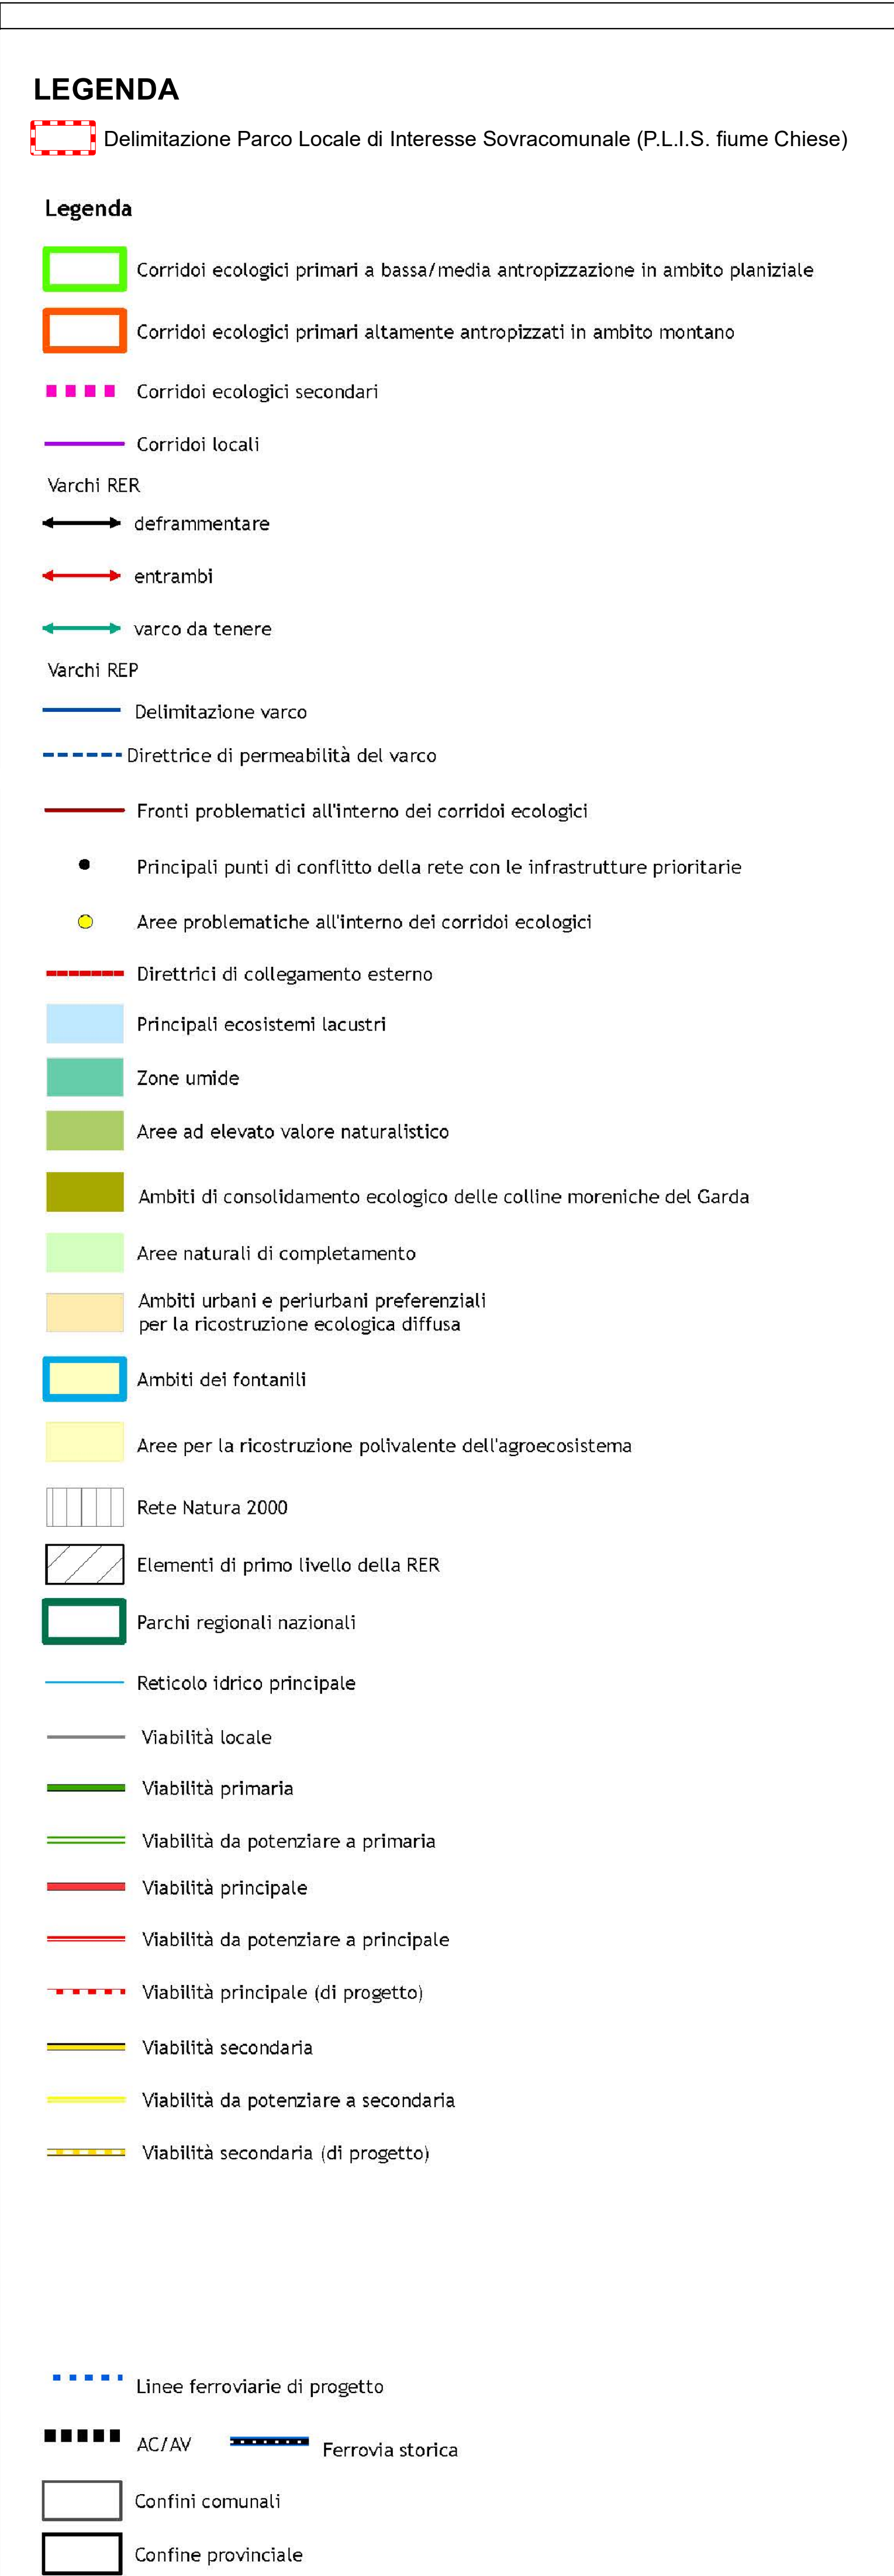 LEGENDA
Delimitazione Parco Locale di Interesse Sovracomunale (P.L.I.S. fiume Chiese)
Legenda
Corridoi ecologici primari a bassa/media antropizzazione in ambito planiziale
Corridoi ecologici primari altamente antropizzati in ambito montano
Corridoi ecologici secondari
Corridoi locali
Varchi RER
deframmentare
entrambi
varco da tenere
Varchi REP
Delimitazione varco
Direttrice di permeabilità del varco
Fronti problematici all'interno dei corridoi ecologici
Principali punti di conflitto della rete con le infrastrutture prioritarie
Aree problematiche all'interno dei corridoi ecologici
Direttrici di collegamento esterno
Principali ecosistemi lacustri
Zone umide
Aree ad elevato valore naturalistico
Ambiti di consolidamento ecologico delle colline moreniche del Garda
Aree naturali di completamento
Ambiti urbani e periurbani preferenziali
per la ricostruzione ecologica diffusa
Ambiti dei fontanili
Aree per la ricostruzione polivalente dell'agroecosistema
Rete Natura 2000
Elementi di primo livello della RER
Parchi regionali nazionali
Reticolo idrico principale
Viabilità locale
Viabilità primaria
Viabilità da potenziare a primaria
Viabilità principale
Viabilità da potenziare a principale
Viabilità principale (di progetto)
Viabilità secondaria
Viabilità da potenziare a secondaria
Viabilità secondaria (di progetto)
Linee ferroviarie di progetto
AC/AV Ferrovia storica
Confini comunali
Confine provinciale